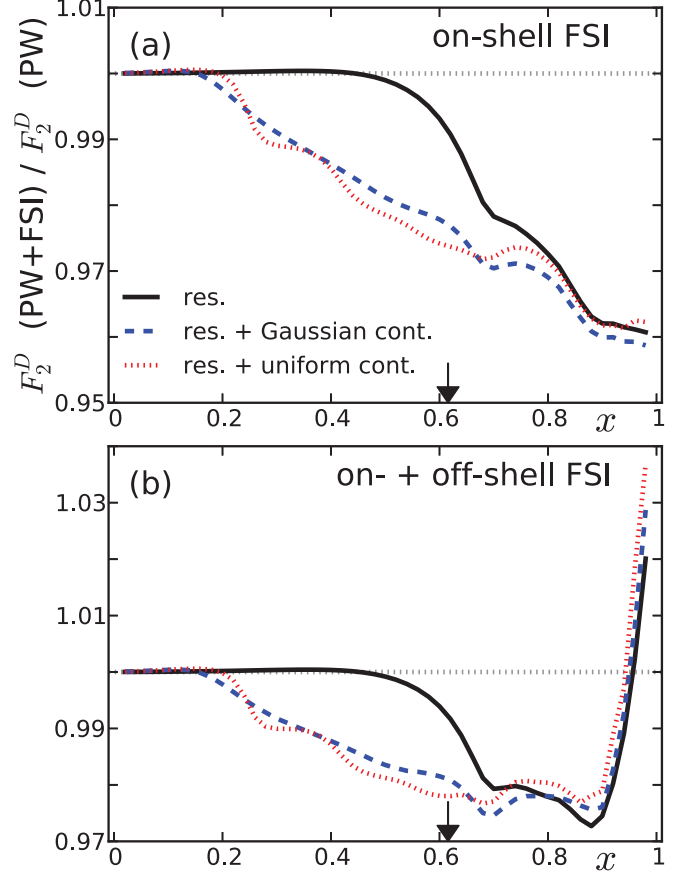 F₂ᴰ (PW+FSI) / F₂ᴰ (PW)
1.01
0.99
0.97
0.95
(a)
on-shell FSI
res.
res. + Gaussian cont.
res. + uniform cont.
0 0.2 0.4 0.6 0.8 x 1
1.03
1.01
0.99
0.97
(b)
on- + off-shell FSI
0 0.2 0.4 0.6 0.8 x 1